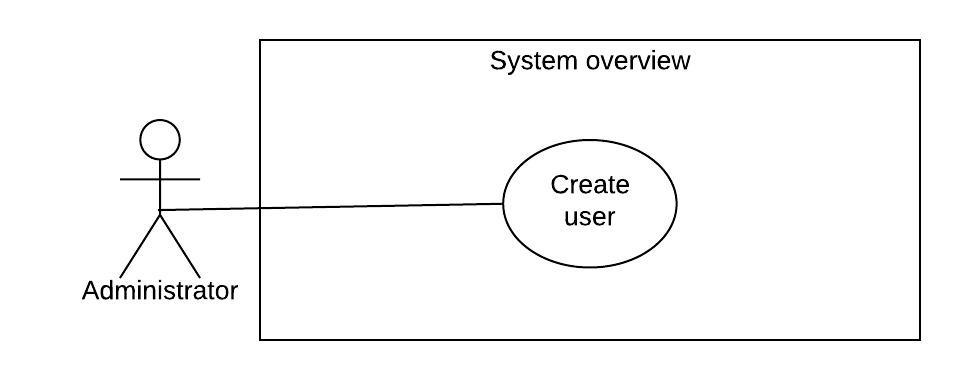 System overview
Create
user
Administrator